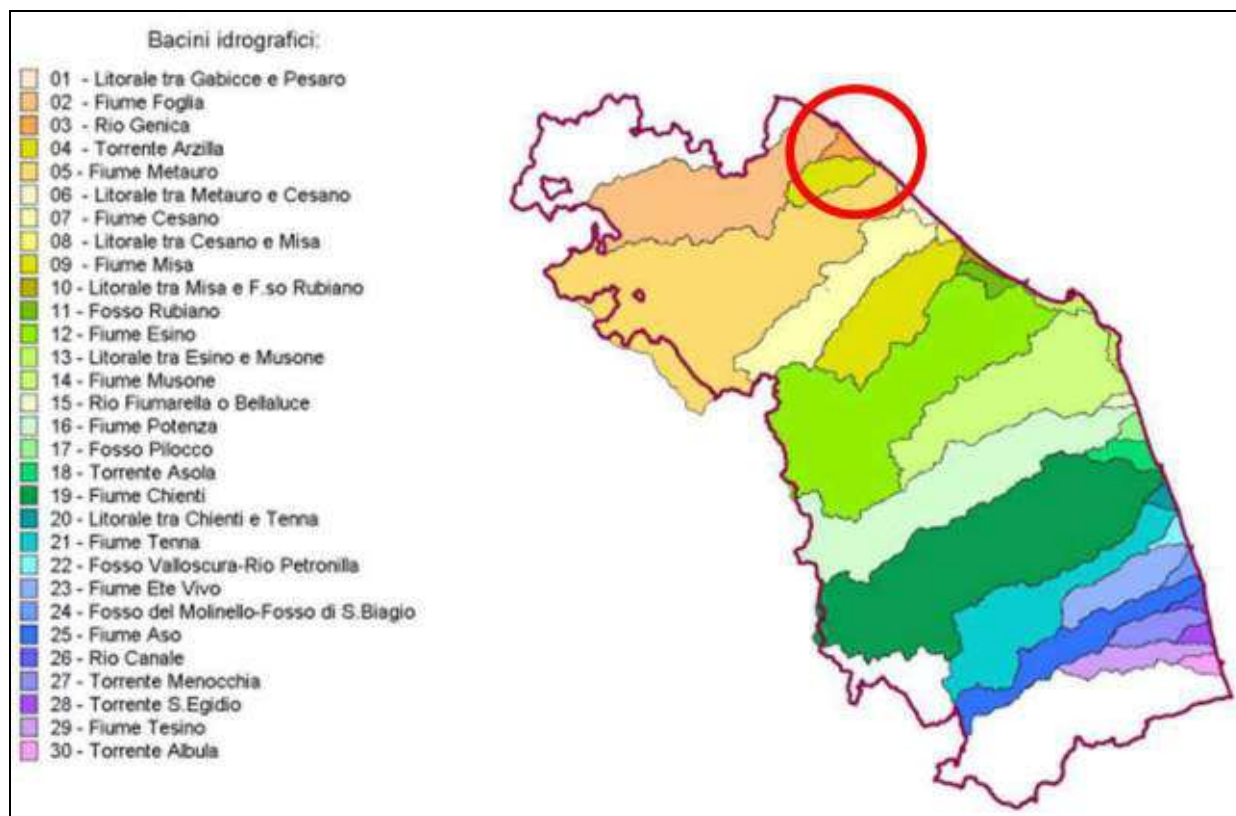 Bacini idrografici:
01 - Litorale tra Gabicce e Pesaro
02 - Fiume Foglia
03 - Rio Genica
04 - Torrente Arzilla
05 - Fiume Metauro
06 - Litorale tra Metauro e Cesano
07 - Fiume Cesano
08 - Litorale tra Cesano e Misa
09 - Fiume Misa
10 - Litorale tra Misa e F.so Rubiano
11 - Fosso Rubiano
12 - Fiume Esino
13 - Litorale tra Esino e Musone
14 - Fiume Musone
15 - Rio Fiumarella o Bellaluce
16 - Fiume Potenza
17 - Fosso Pilocco
18 - Torrente Asola
19 - Fiume Chienti
20 - Litorale tra Chienti e Tenna
21 - Fiume Tenna
22 - Fosso Valloscura-Rio Petronilla
23 - Fiume Ete Vivo
24 - Fosso del Molinello-Fosso di S.Biagio
25 - Fiume Aso
26 - Rio Canale
27 - Torrente Menocchia
28 - Torrente S.Egidio
29 - Fiume Tesino
30 - Torrente Albula